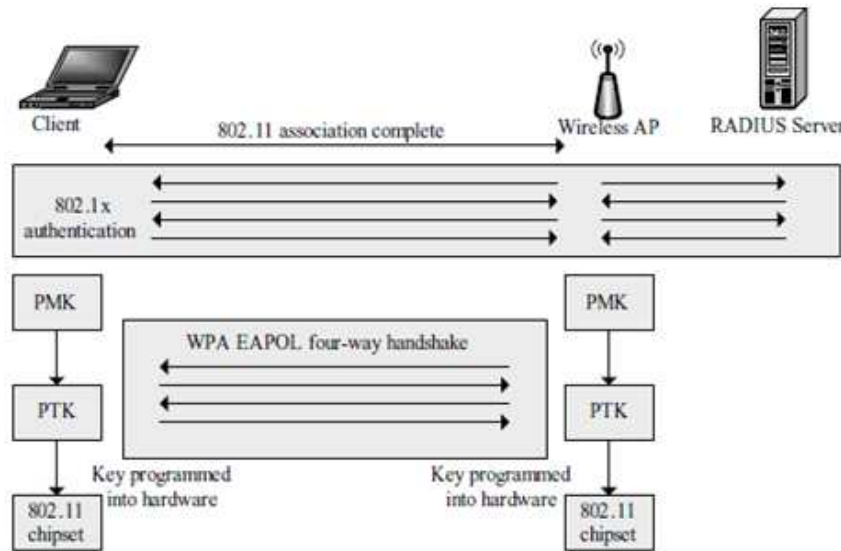 Client
802.11 association complete
Wireless AP
RADIUS Server
802.1x
authentication
PMK
PMK
WPA EAPOL four-way handshake
PTK
PTK
Key programmed
into hardware
Key programmed
into hardware
802.11
chipset
802.11
chipset